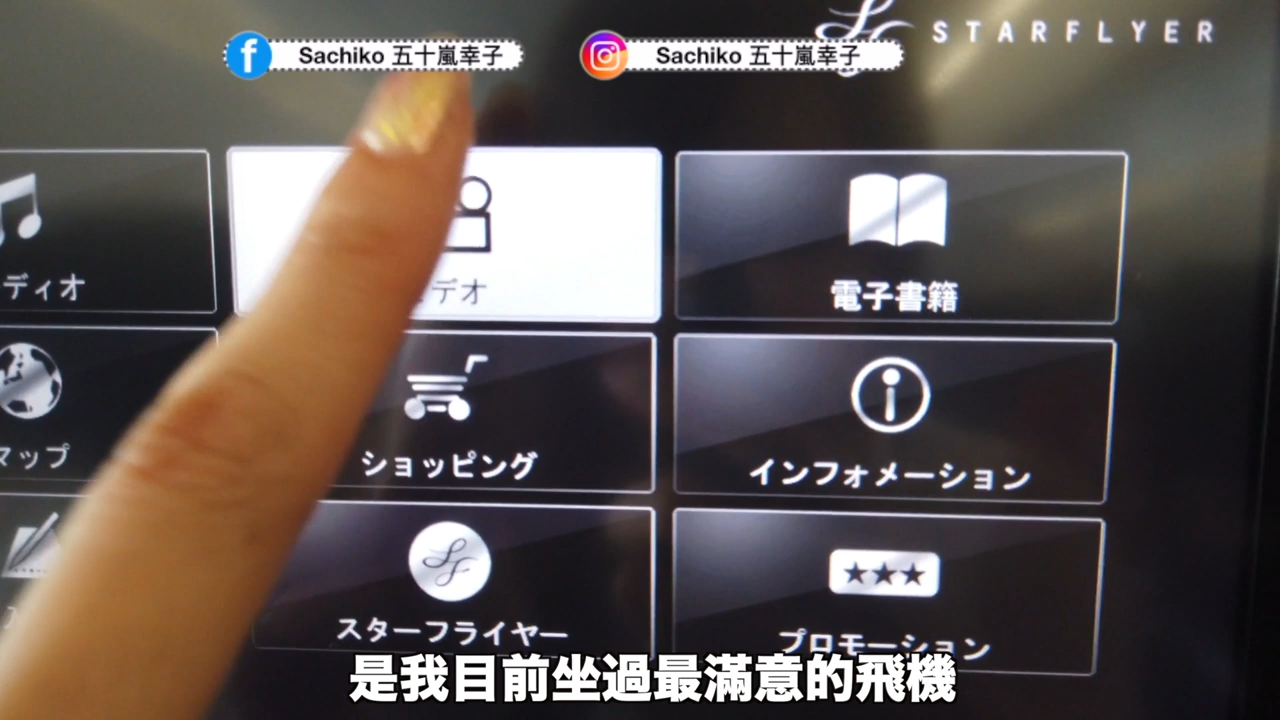 STARFLYER
Sachiko 五十嵐幸子
Sachiko 五十嵐幸子
ディオ
デオ
電子書籍
マップ
ショッピング
インフォメーション
スターフライヤー
プロモーション
是我目前坐過最滿意的飛機